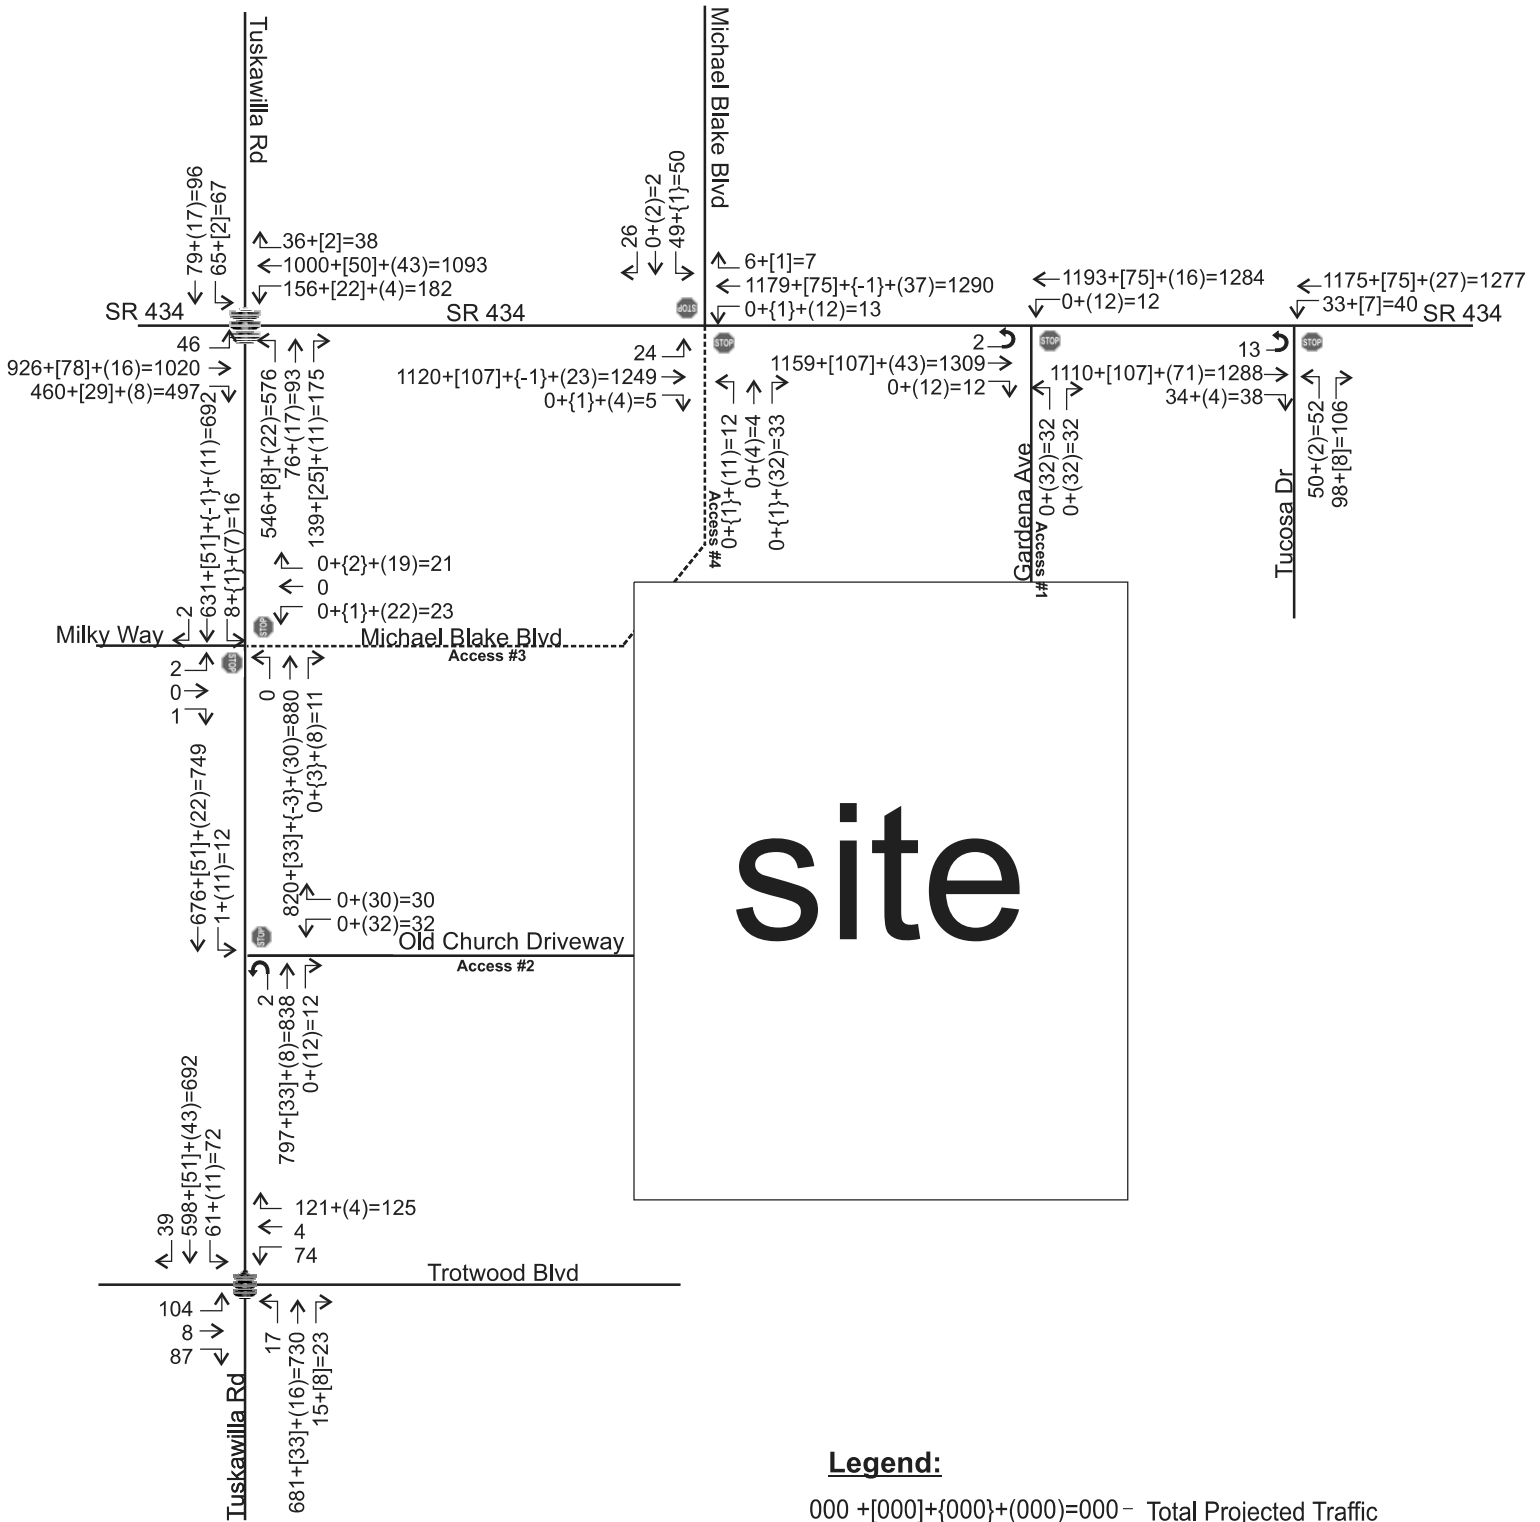 Tuskawilla Rd
Michael Blake Blvd
79+(17)=96
65+[2]=67
36+[2]=38
1000+[50]+(43)=1093
156+[22]+(4)=182
26
0+(2)=2
49+{1}=50
6+[1]=7
1179+[75]+{-1}+(37)=1290
0+{1}+(12)=13
1193+[75]+(16)=1284
0+(12)=12
1175+[75]+(27)=1277
33+[7]=40
SR 434
SR 434
STOP
SR 434
46
926+[78]+(16)=1020
460+[29]+(8)=497
546+[8]+(22)=576
76+(17)=93
139+[25]+(11)=175
24
1120+[107]+{-1}+(23)=1249
0+{1}+(4)=5
STOP
0+{1}+(11)=12
0+(4)=4
0+{1}+(32)=33
Access #4
2
1159+[107]+(43)=1309
0+(12)=12
STOP
0+(32)=32
0+(32)=32
Gardena Ave
Access #1
13
1110+[107]+(71)=1288
34+(4)=38
STOP
50+(2)=52
98+[8]=106
Tucosa Dr
2
631+[51]+{-1}+(11)=692
8+{1}+(7)=16
0+{2}+(19)=21
0
0+{1}+(22)=23
STOP
Milky Way
Michael Blake Blvd
Access #3
STOP
2
0
1
0
820+[33]+{-3}+(30)=880
0+{3}+(8)=11
676+[51]+(22)=749
1+(11)=12
0+(30)=30
0+(32)=32
STOP
Old Church Driveway
Access #2
site
2
797+[33]+(8)=838
0+(12)=12
39
598+[51]+(43)=692
61+(11)=72
121+(4)=125
4
74
Trotwood Blvd
104
8
87
17
681+[33]+(16)=730
15+[8]=23
Tuskawilla Rd
Legend:
000 +[000]+{000}+(000)=000 – Total Projected Traffic